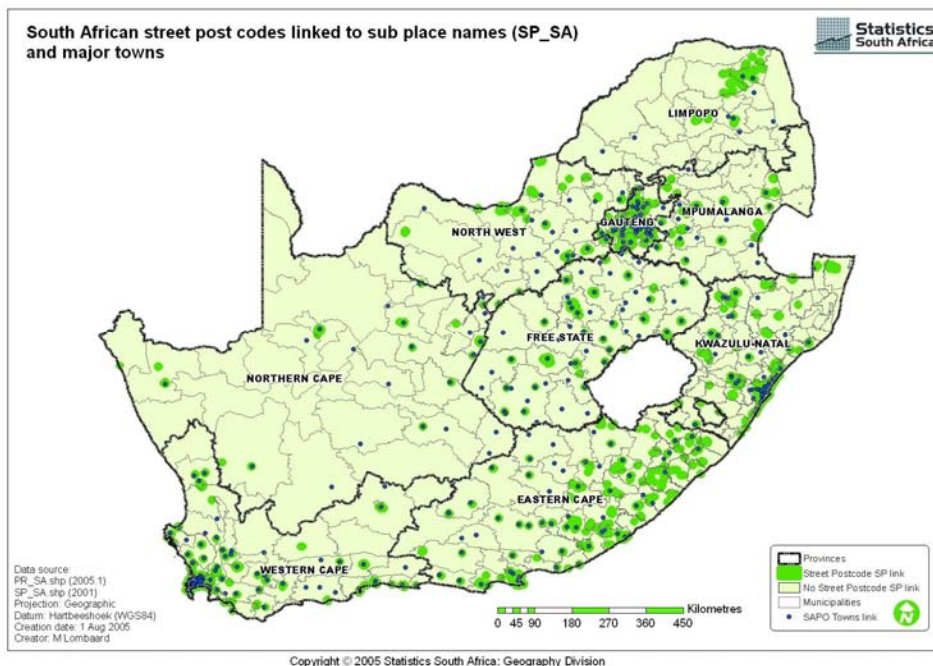 South African street post codes linked to sub place names (SP_SA)
and major towns
Statistics
South Africa
LIMPOPO
MPUMALANGA
GAUTENG
NORTH WEST
FREE STATE
KWAZULU-NATAL
NORTHERN CAPE
EASTERN CAPE
WESTERN CAPE
Data source:
PR_SA.shp (2005.1)
SP_SA.shp (2001)
Projection: Geographic
Datum: Hartbeeshoek (WGS84)
Creation date: 1 Aug 2005
Creator: M Lombaard
Kilometres
0 45 90 180 270 360 450
Provinces
Street Postcode SP link
No Street Postcode SP link
Municipalities
SAPO Towns link
N
Copyright © 2005 Statistics South Africa: Geography Division